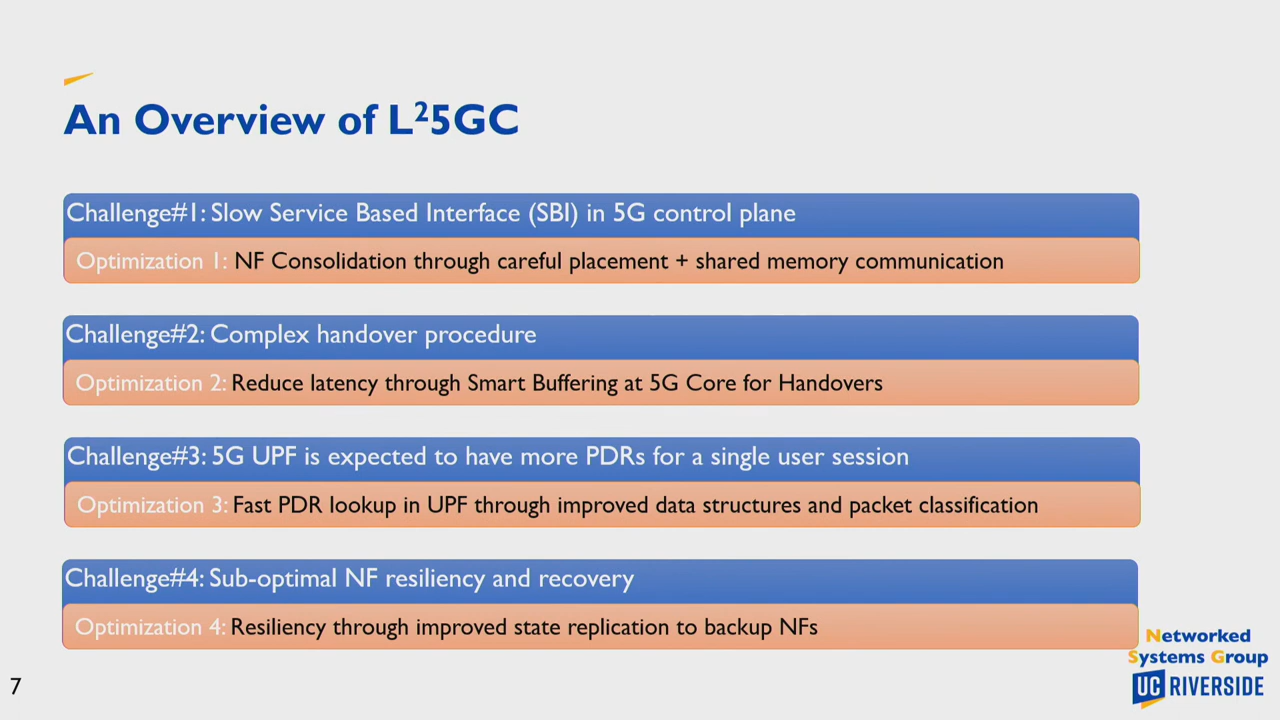 An Overview of L²5GC
Challenge#1: Slow Service Based Interface (SBI) in 5G control plane
Optimization 1: NF Consolidation through careful placement + shared memory communication
Challenge#2: Complex handover procedure
Optimization 2: Reduce latency through Smart Buffering at 5G Core for Handovers
Challenge#3: 5G UPF is expected to have more PDRs for a single user session
Optimization 3: Fast PDR lookup in UPF through improved data structures and packet classification
Challenge#4: Sub-optimal NF resiliency and recovery
Optimization 4: Resiliency through improved state replication to backup NFs
Networked
Systems Group
UC RIVERSIDE
7